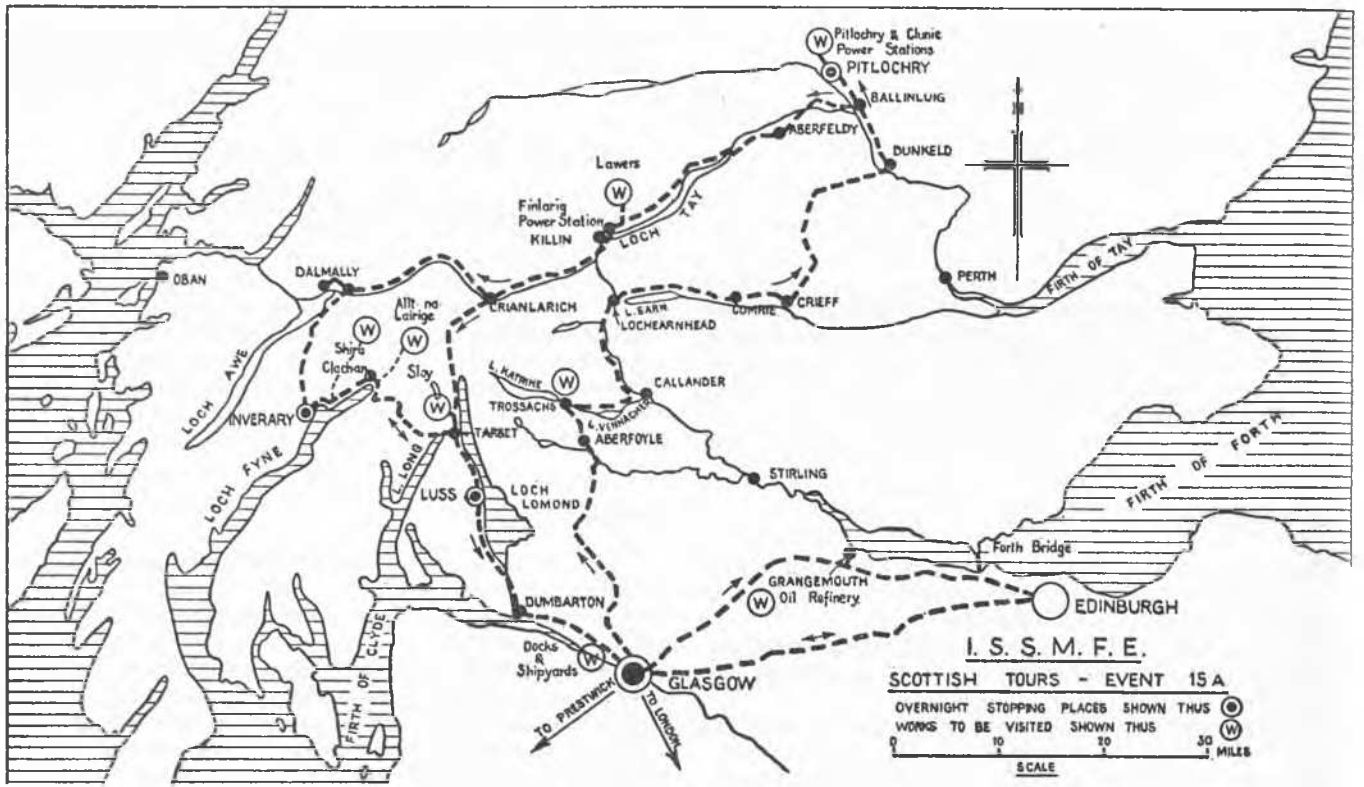 Pitlochry & Clunie
Power Stations
W
PITLOCHRY
BALLINLUIG
ABERFELDY
DUNKELD
N
Lawers
W
Finlarig
Power Station
KILLIN
LOCH TAY
OBAN
DALMALLY
CRIANLARICH
L. EARN
LOCHEARNHEAD
COMRIE
CRIEFF
PERTH
FIRTH OF TAY
Allt na
Lairige
W
Shira
W
Clachan
Sloy
W
L. KATRINE
W
TROSSACHS
CALLANDER
L. VENNACHER
ABERFOYLE
LOCH AWE
INVERARY
LOCH FYNE
L. LONG
TARBET
LUSS
LOCH
LOMOND
STIRLING
FIRTH OF FORTH
Forth Bridge
GRANGEMOUTH
Oil Refinery
W
EDINBURGH
DUMBARTON
FIRTH OF CLYDE
Docks
&
Shipyards
W
GLASGOW
TO PRESTWICK
TO LONDON
I. S. S. M. F. E.
SCOTTISH TOURS - EVENT 15A
OVERNIGHT STOPPING PLACES SHOWN THUS
WORKS TO BE VISITED SHOWN THUS W
0 10 20 30 MILES
SCALE